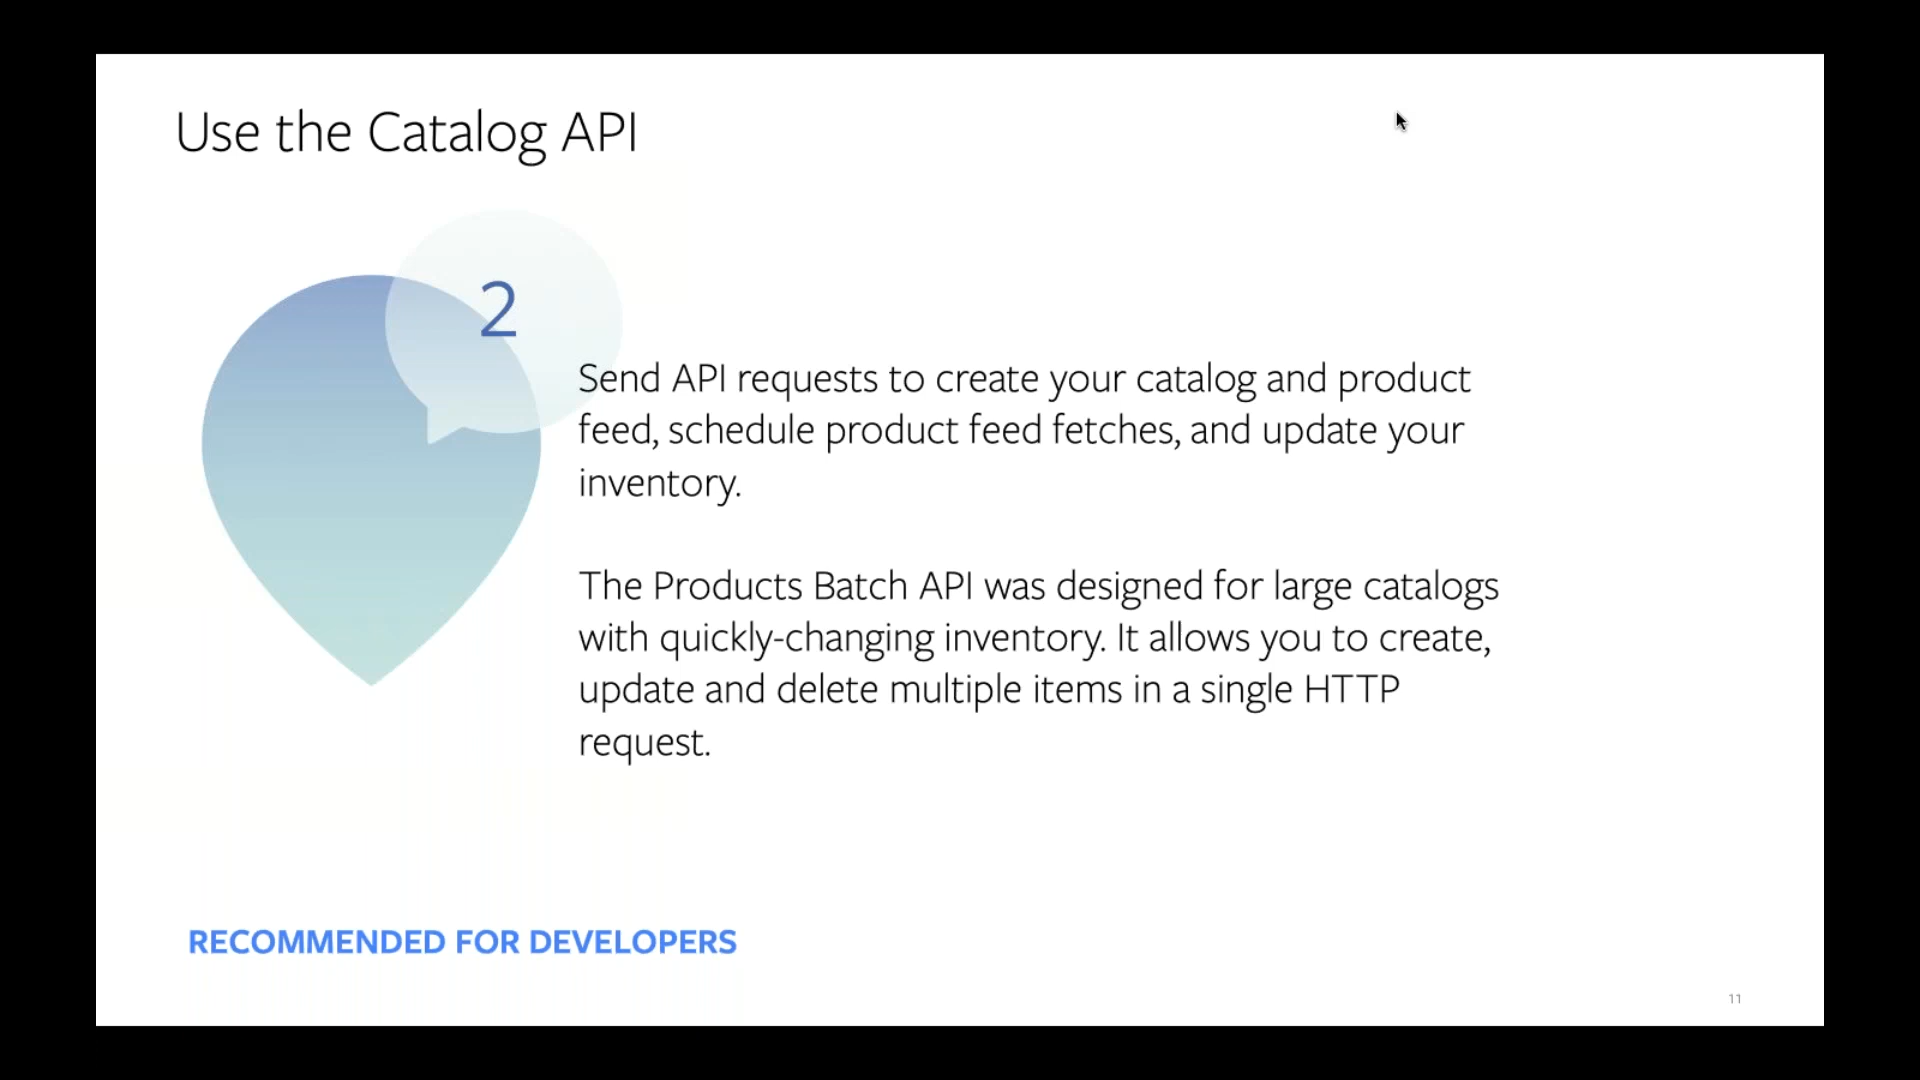 Use the Catalog API
2
Send API requests to create your catalog and product
feed, schedule product feed fetches, and update your
inventory.
The Products Batch API was designed for large catalogs
with quickly-changing inventory. It allows you to create,
update and delete multiple items in a single HTTP
request.
RECOMMENDED FOR DEVELOPERS
11